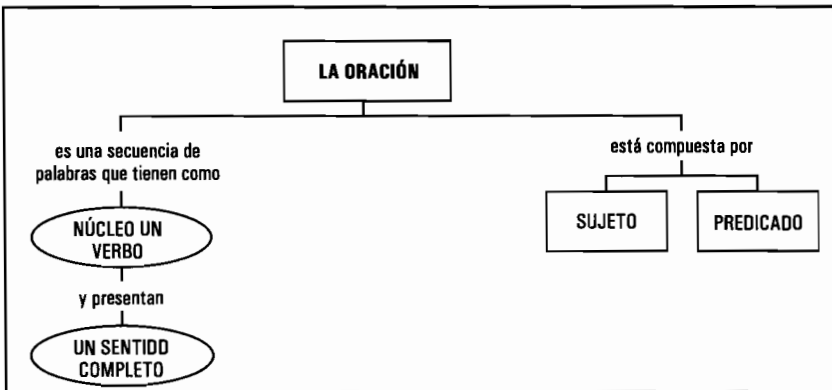 LA ORACIÓN
es una secuencia de
palabras que tienen como
NÚCLEO UN
VERBO
y presentan
UN SENTIDD
COMPLETO
está compuesta por
SUJETO
PREDICADO